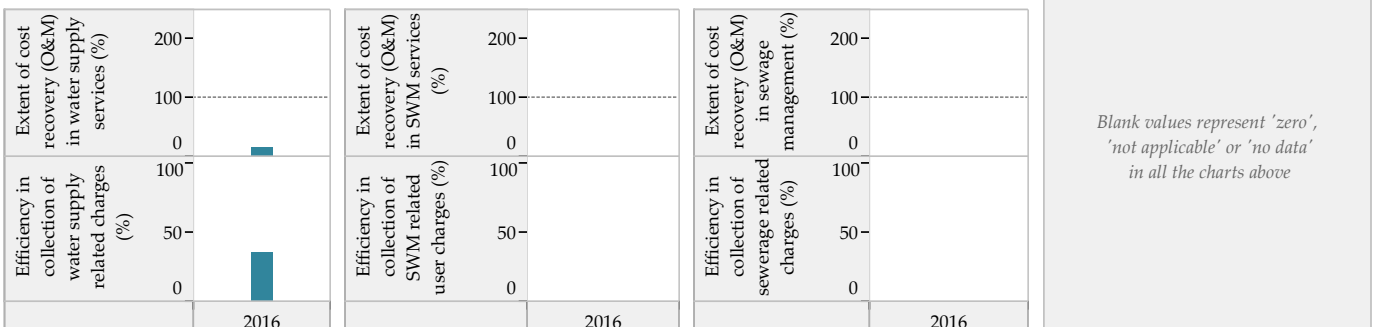 Extent of cost
recovery (O&M)
in water supply
services (%)
200
100
0
Efficiency in
collection of
water supply
related charges
(%)
100
50
0
2016
Extent of cost
recovery (O&M)
in SWM services
(%)
200
100
0
Efficiency in
collection of
SWM related
user charges (%)
100
50
0
2016
Extent of cost
recovery (O&M)
in sewage
management (%)
200
100
0
Efficiency in
collection of
sewerage related
charges (%)
100
50
0
2016
Blank values represent 'zero',
'not applicable' or 'no data'
in all the charts above